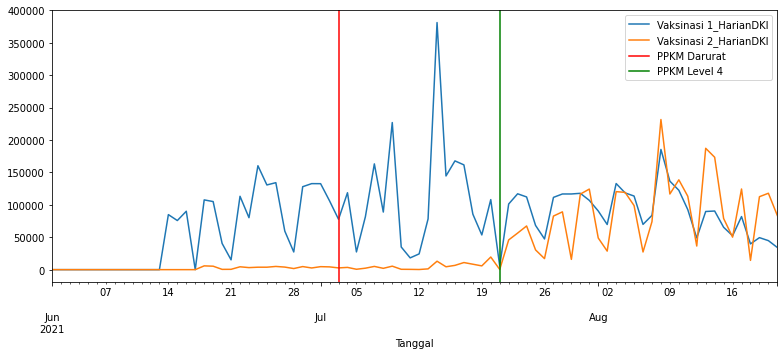 400000
350000
300000
250000
200000
150000
100000
50000
0
Vaksinasi 1_HarianDKI
Vaksinasi 2_HarianDKI
PPKM Darurat
PPKM Level 4
07 14 21 28 05 12 19 26 02 09 16
Jun Jul Aug
2021
Tanggal